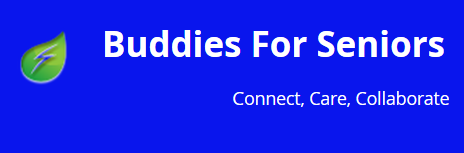 Buddies For Seniors
Connect, Care, Collaborate